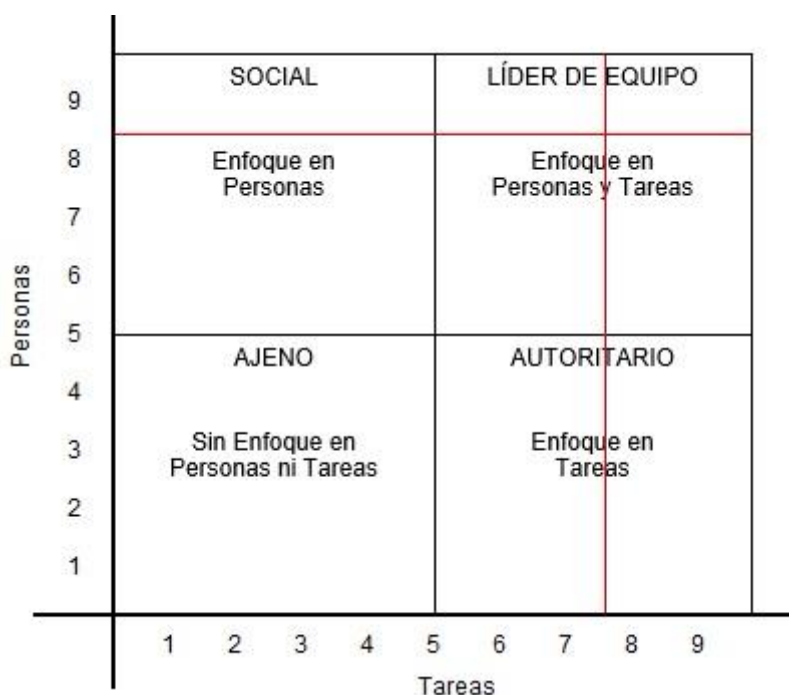 SOCIAL
LÍDER DE EQUIPO
9
8
Enfoque en
Personas
Enfoque en
Personas y Tareas
7
6
Personas
5
AJENO
AUTORITARIO
4
3
Sin Enfoque en
Personas ni Tareas
Enfoque en
Tareas
2
1
1 2 3 4 5 6 7 8 9
Tareas